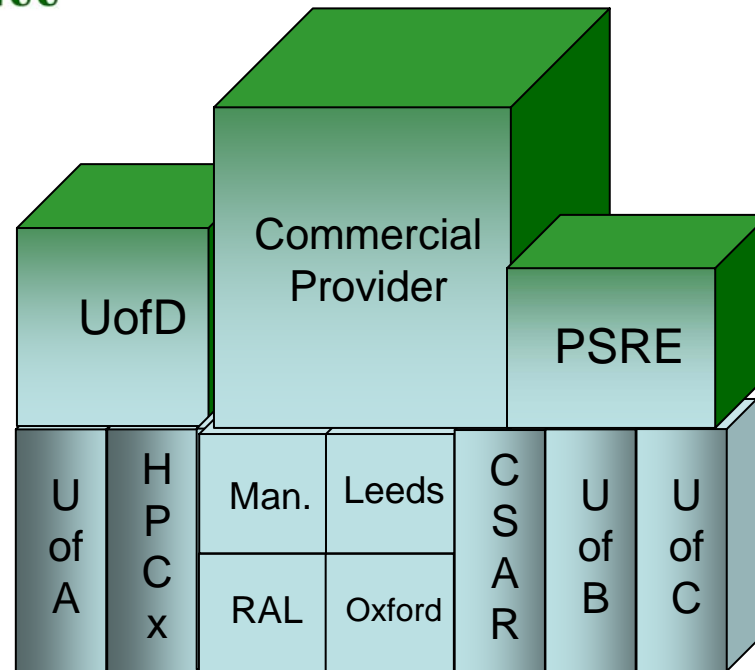 Commercial
Provider
UofD
PSRE
U
of
A
H
P
C
x
Man.
Leeds
RAL
Oxford
C
S
A
R
U
of
B
U
of
C